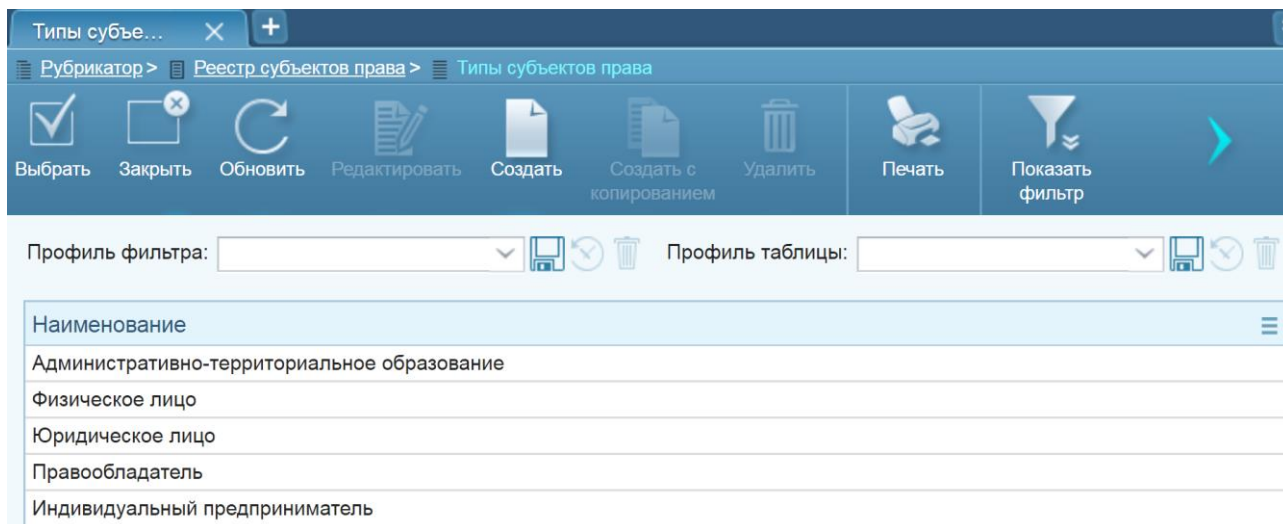 Типы субъе...
Рубрикатор > Реестр субъектов права > Типы субъектов права
Выбрать Закрыть Обновить Редактировать Создать Создать с копированием Удалить Печать Показать фильтр
Профиль фильтра: Профиль таблицы:
Наименование
Административно-территориальное образование
Физическое лицо
Юридическое лицо
Правообладатель
Индивидуальный предприниматель